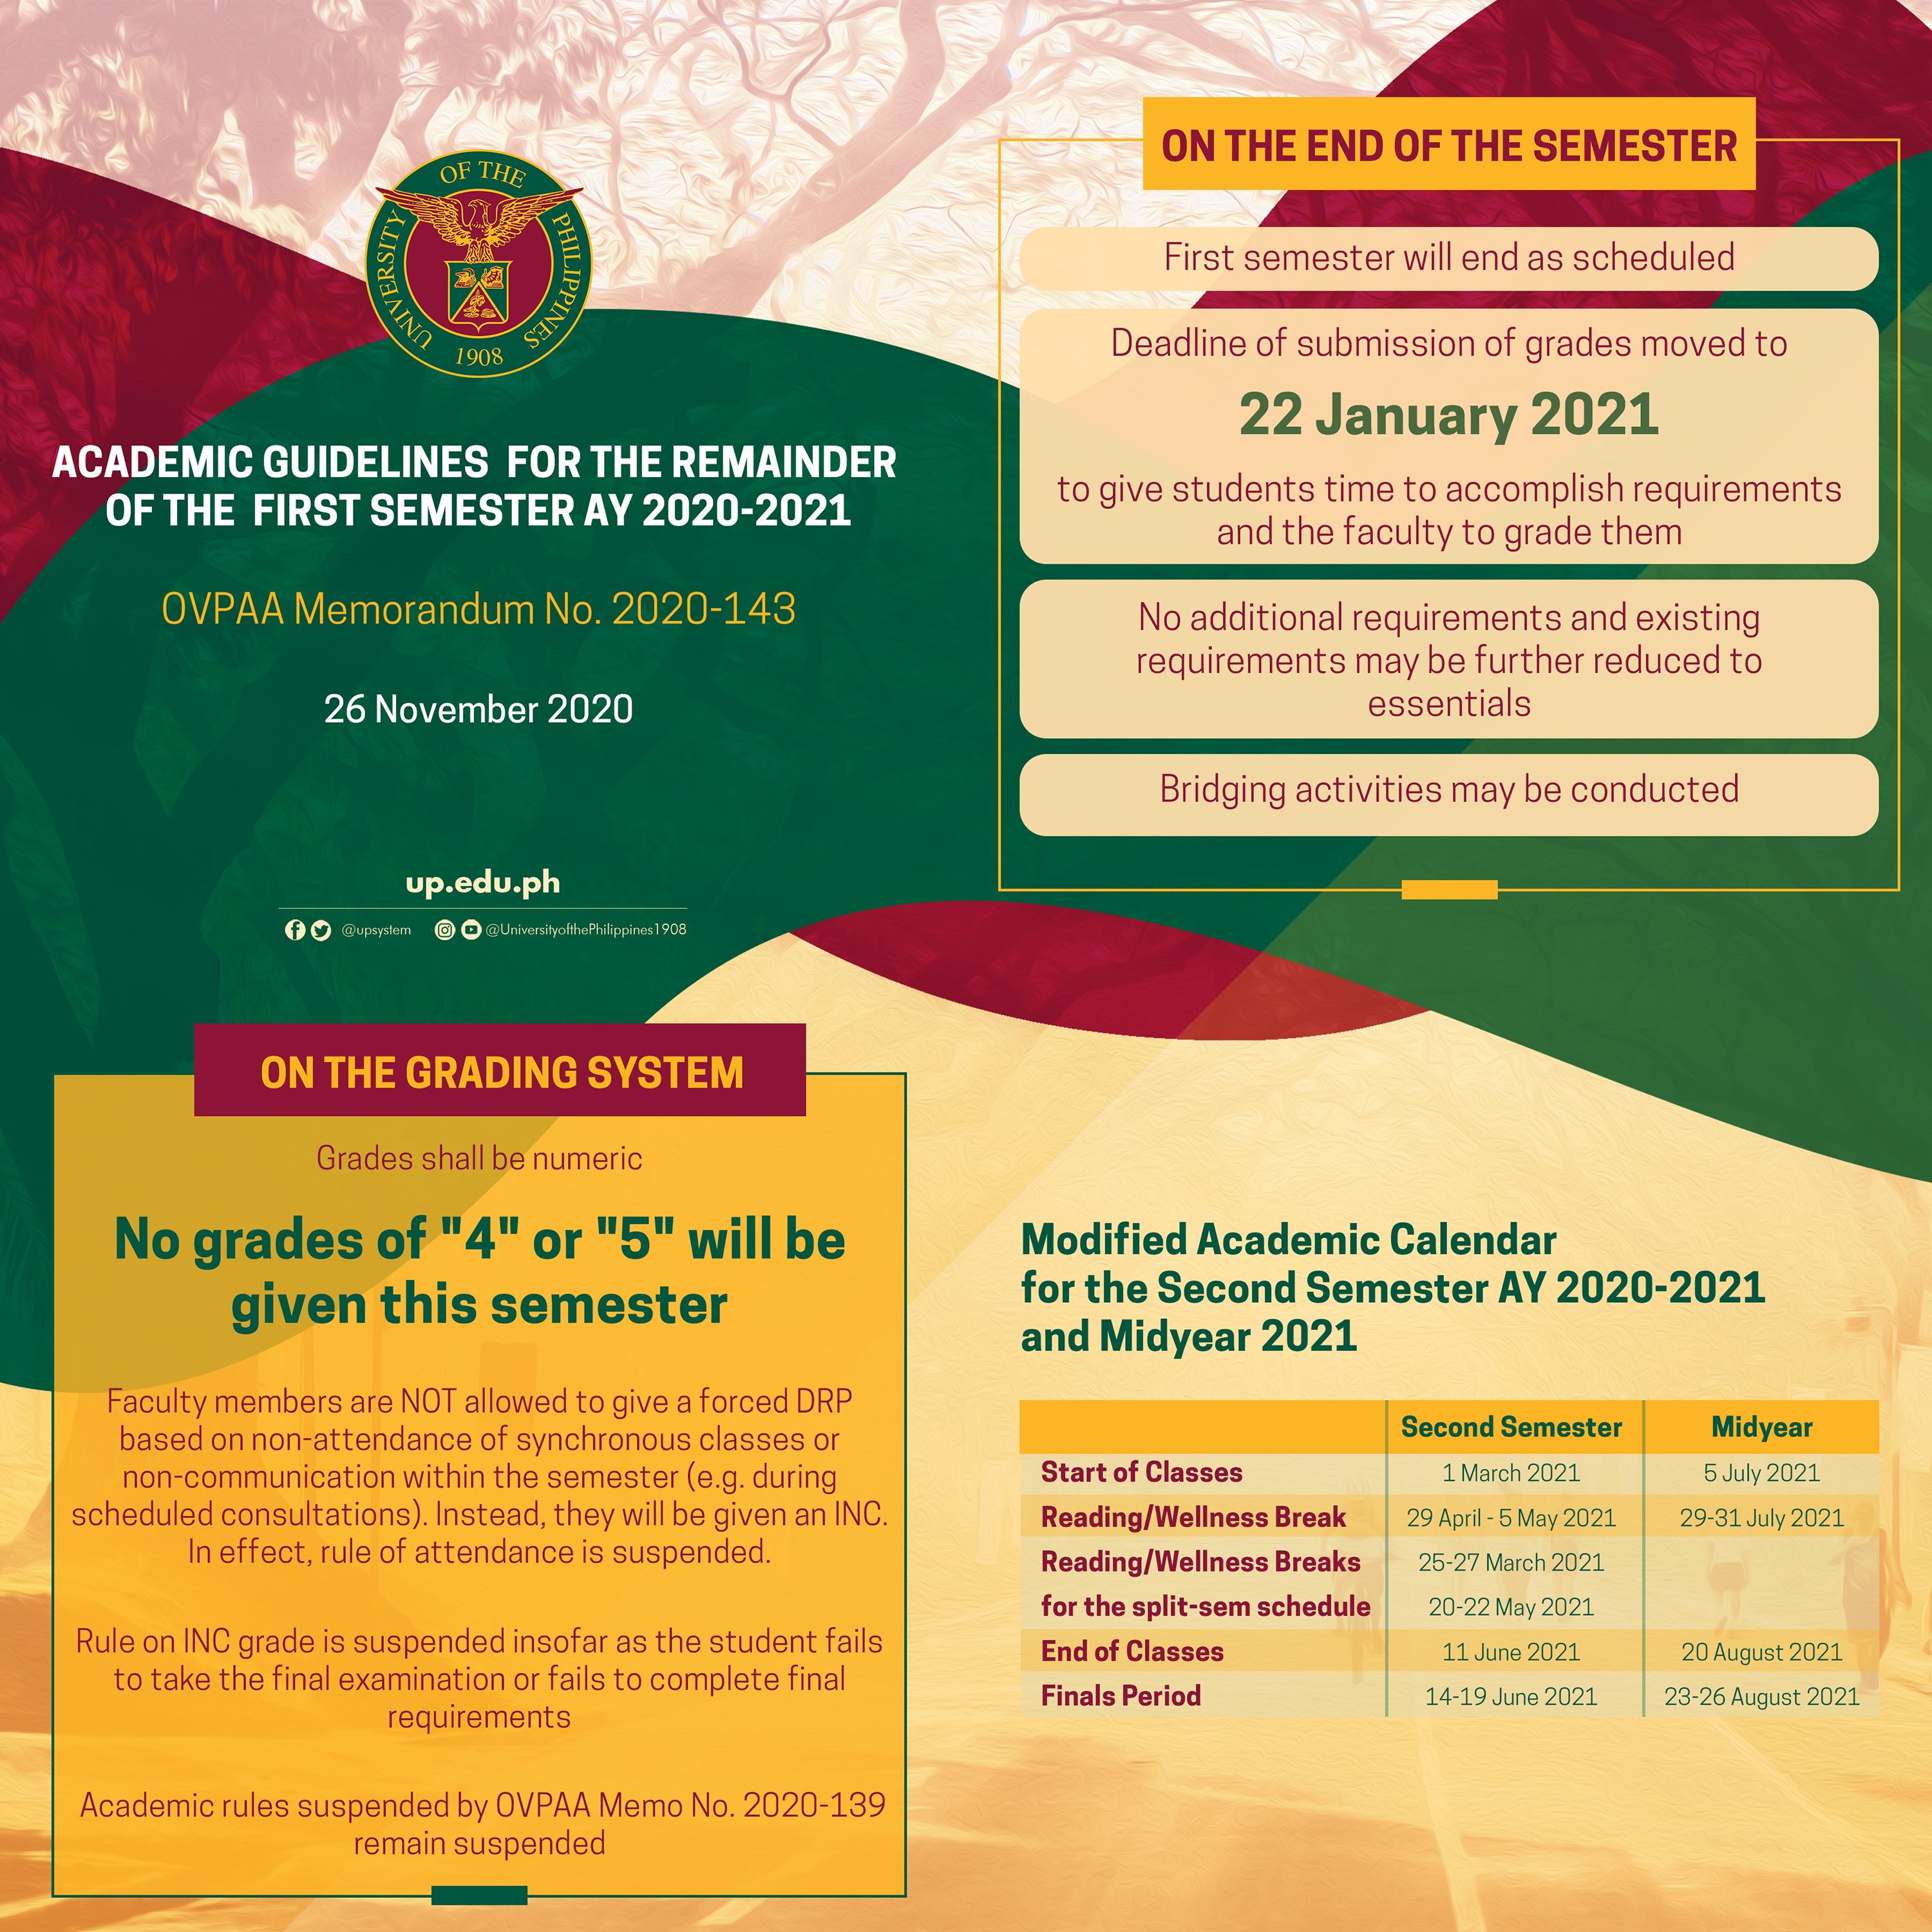 UNIVERSITY OF THE PHILIPPINES
1908
ACADEMIC GUIDELINES FOR THE REMAINDER
OF THE FIRST SEMESTER AY 2020-2021
OVPAA Memorandum No. 2020-143
26 November 2020
up.edu.ph
@upsystem @UniversityofthePhilippines1908
ON THE END OF THE SEMESTER
First semester will end as scheduled
Deadline of submission of grades moved to
22 January 2021
to give students time to accomplish requirements
and the faculty to grade them
No additional requirements and existing
requirements may be further reduced to
essentials
Bridging activities may be conducted
ON THE GRADING SYSTEM
Grades shall be numeric
No grades of "4" or "5" will be
given this semester
Faculty members are NOT allowed to give a forced DRP
based on non-attendance of synchronous classes or
non-communication within the semester (e.g. during
scheduled consultations). Instead, they will be given an INC.
In effect, rule of attendance is suspended.
Rule on INC grade is suspended insofar as the student fails
to take the final examination or fails to complete final
requirements
Academic rules suspended by OVPAA Memo No. 2020-139
remain suspended
Modified Academic Calendar
for the Second Semester AY 2020-2021
and Midyear 2021
Second Semester Midyear
Start of Classes 1 March 2021 5 July 2021
Reading/Wellness Break 29 April - 5 May 2021 29-31 July 2021
Reading/Wellness Breaks 25-27 March 2021
for the split-sem schedule 20-22 May 2021
End of Classes 11 June 2021 20 August 2021
Finals Period 14-19 June 2021 23-26 August 2021